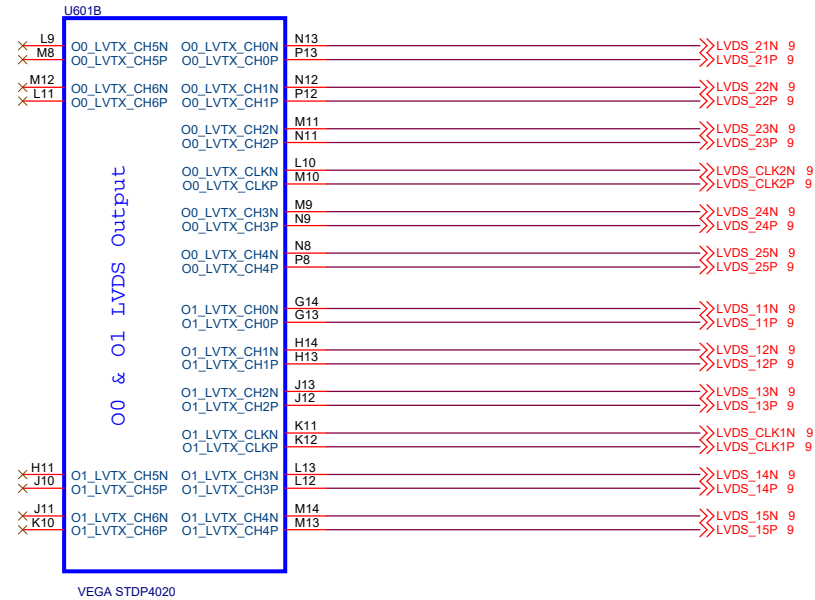 U601B
L9 O0_LVTX_CH5N O0_LVTX_CH0N N13 LVDS_21N 9
M8 O0_LVTX_CH5P O0_LVTX_CH0P P13 LVDS_21P 9
M12 O0_LVTX_CH6N O0_LVTX_CH1N N12 LVDS_22N 9
L11 O0_LVTX_CH6P O0_LVTX_CH1P P12 LVDS_22P 9
O0_LVTX_CH2N M11 LVDS_23N 9
O0_LVTX_CH2P N11 LVDS_23P 9
O0_LVTX_CLKN L10 LVDS_CLK2N 9
O0_LVTX_CLKP M10 LVDS_CLK2P 9
O0_LVTX_CH3N M9 LVDS_24N 9
O0_LVTX_CH3P N9 LVDS_24P 9
O0_LVTX_CH4N N8 LVDS_25N 9
O0_LVTX_CH4P P8 LVDS_25P 9
O0 & O1 LVDS Output
O1_LVTX_CH0N G14 LVDS_11N 9
O1_LVTX_CH0P G13 LVDS_11P 9
O1_LVTX_CH1N H14 LVDS_12N 9
O1_LVTX_CH1P H13 LVDS_12P 9
O1_LVTX_CH2N J13 LVDS_13N 9
O1_LVTX_CH2P J12 LVDS_13P 9
O1_LVTX_CLKN K11 LVDS_CLK1N 9
O1_LVTX_CLKP K12 LVDS_CLK1P 9
H11 O1_LVTX_CH5N O1_LVTX_CH3N L13 LVDS_14N 9
J10 O1_LVTX_CH5P O1_LVTX_CH3P L12 LVDS_14P 9
J11 O1_LVTX_CH6N O1_LVTX_CH4N M14 LVDS_15N 9
K10 O1_LVTX_CH6P O1_LVTX_CH4P M13 LVDS_15P 9
VEGA STDP4020